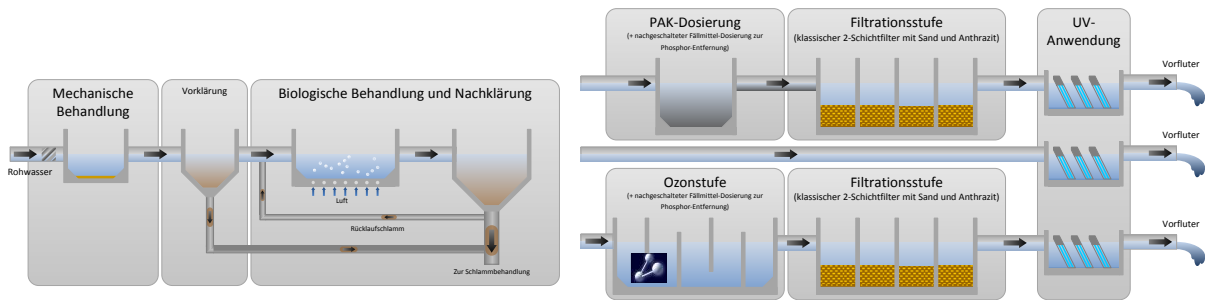 Mechanische
Behandlung
Vorklärung
Biologische Behandlung und Nachklärung
Rohwasser
Luft
Rücklaufschlamm
Zur Schlammbehandlung
PAK-Dosierung
(+ nachgeschalteter Fällmittel-Dosierung zur
Phosphor-Entfernung)
Filtrationsstufe
(klassischer 2-Schichtfilter mit Sand und Anthrazit)
UV-
Anwendung
Vorfluter
Vorfluter
Ozonstufe
(+ nachgeschalteter Fällmittel-Dosierung zur
Phosphor-Entfernung)
Filtrationsstufe
(klassischer 2-Schichtfilter mit Sand und Anthrazit)
Vorfluter